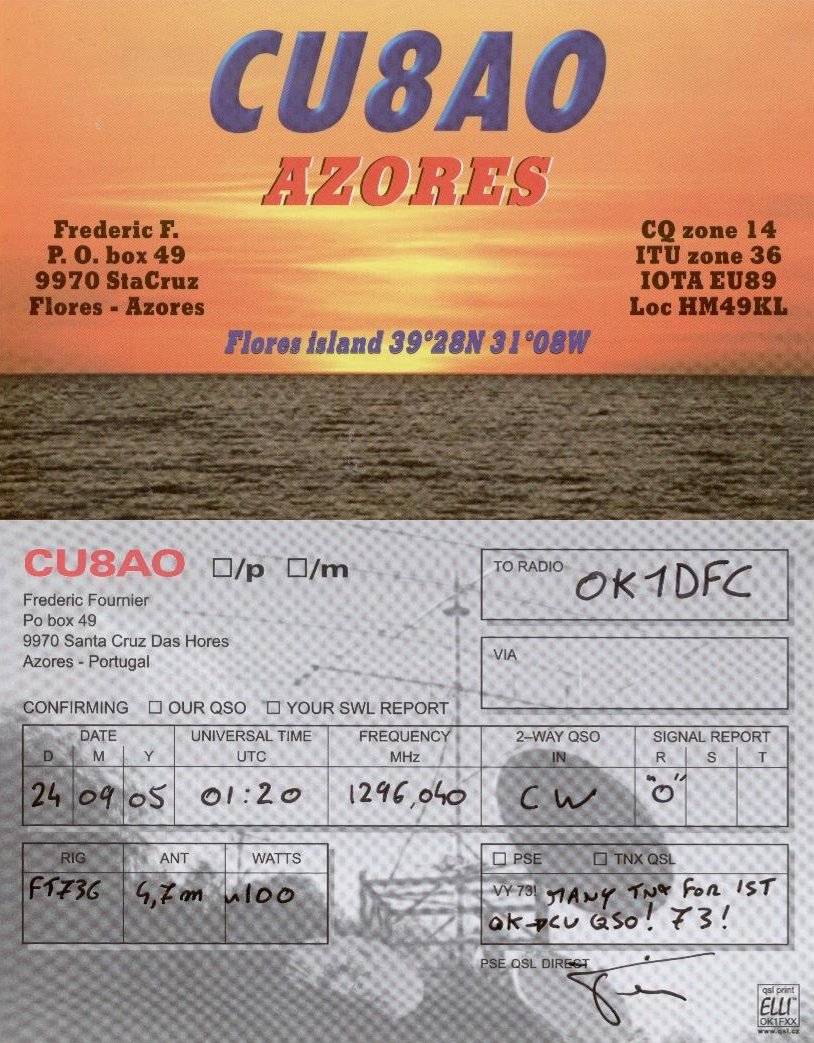 CU8AO
AZORES
Frederic F.
P. O. box 49
9970 StaCruz
Flores - Azores
CQ zone 14
ITU zone 36
IOTA EU89
Loc HM49KL
Flores island 39°28N 31°08W
CU8AO □/p □/m
Frederic Fournier
Po box 49
9970 Santa Cruz Das Hores
Azores - Portugal
TO RADIO OK1DFC
VIA
CONFIRMING □ OUR QSO □ YOUR SWL REPORT
DATE UNIVERSAL TIME FREQUENCY 2–WAY QSO SIGNAL REPORT
D M Y UTC MHz IN R S T
24 09 05 01:20 1296,040 CW "O"
RIG ANT WATTS
FT736 4,7m 100
□ PSE □ TNX QSL
VY 73! MANY TNX FOR 1ST
OK→CU QSO! 73!
PSE QSL DIRECT
qsl print
ELLI™
OK1FXX
www.qsl.cz